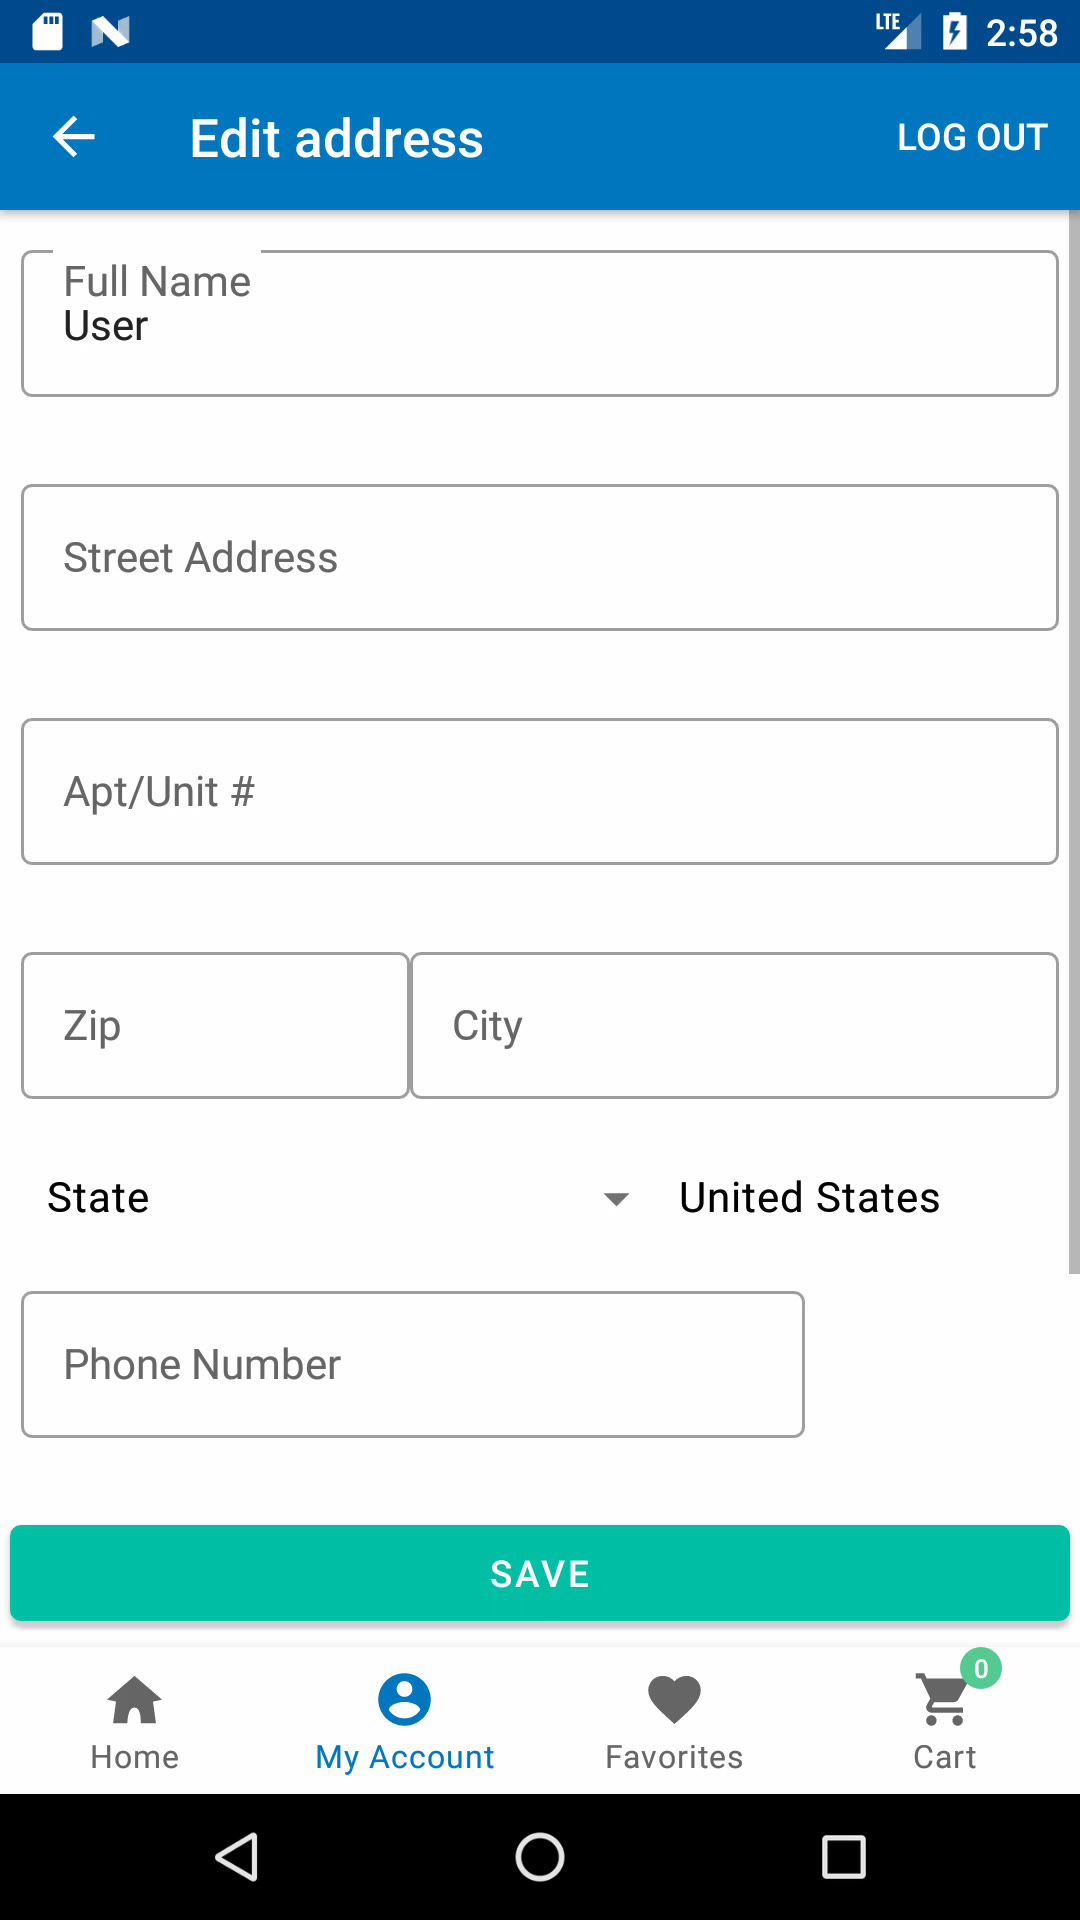 LTE 2:58
Edit address LOG OUT
Full Name
User
Street Address
Apt/Unit #
Zip City
State United States
Phone Number
SAVE
0
Home My Account Favorites Cart